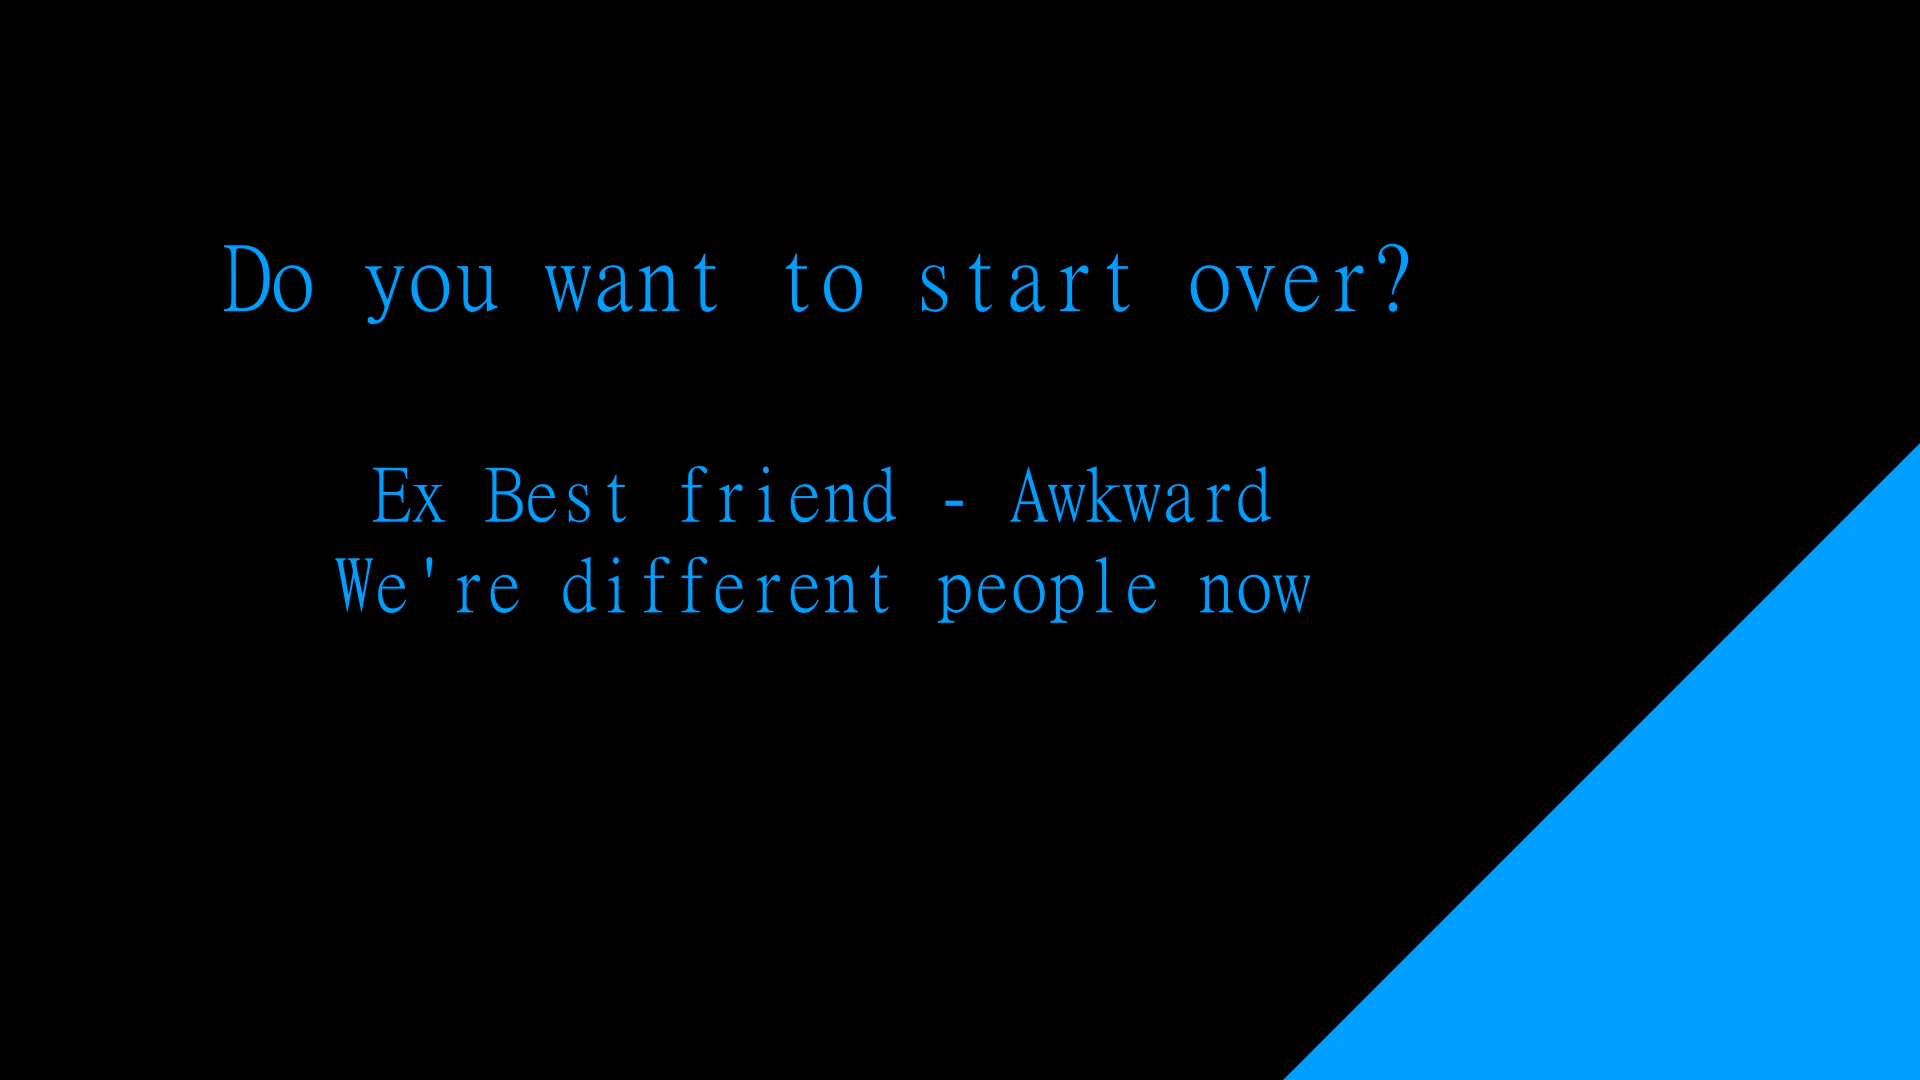 Do you want to start over?
Ex Best friend - Awkward
We're different people now